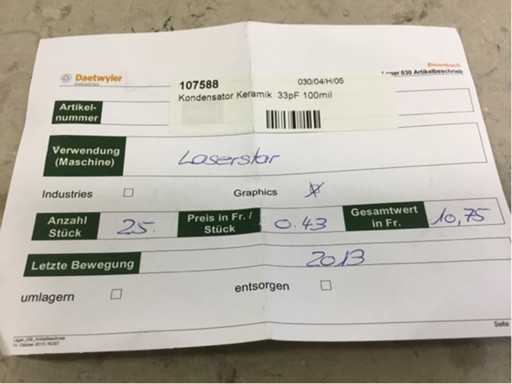 Daetwyler
107588 030/04/H/05
Kondensator Keramik 33pF 100mil
Artikel-
nummer
Verwendung
(Maschine) Laserstar
Industries Graphics
Anzahl
Stück 25. Preis in Fr. /
Stück 0.43 Gesamtwert
in Fr. 10,75
Letzte Bewegung 2013
umlagern entsorgen
Seite